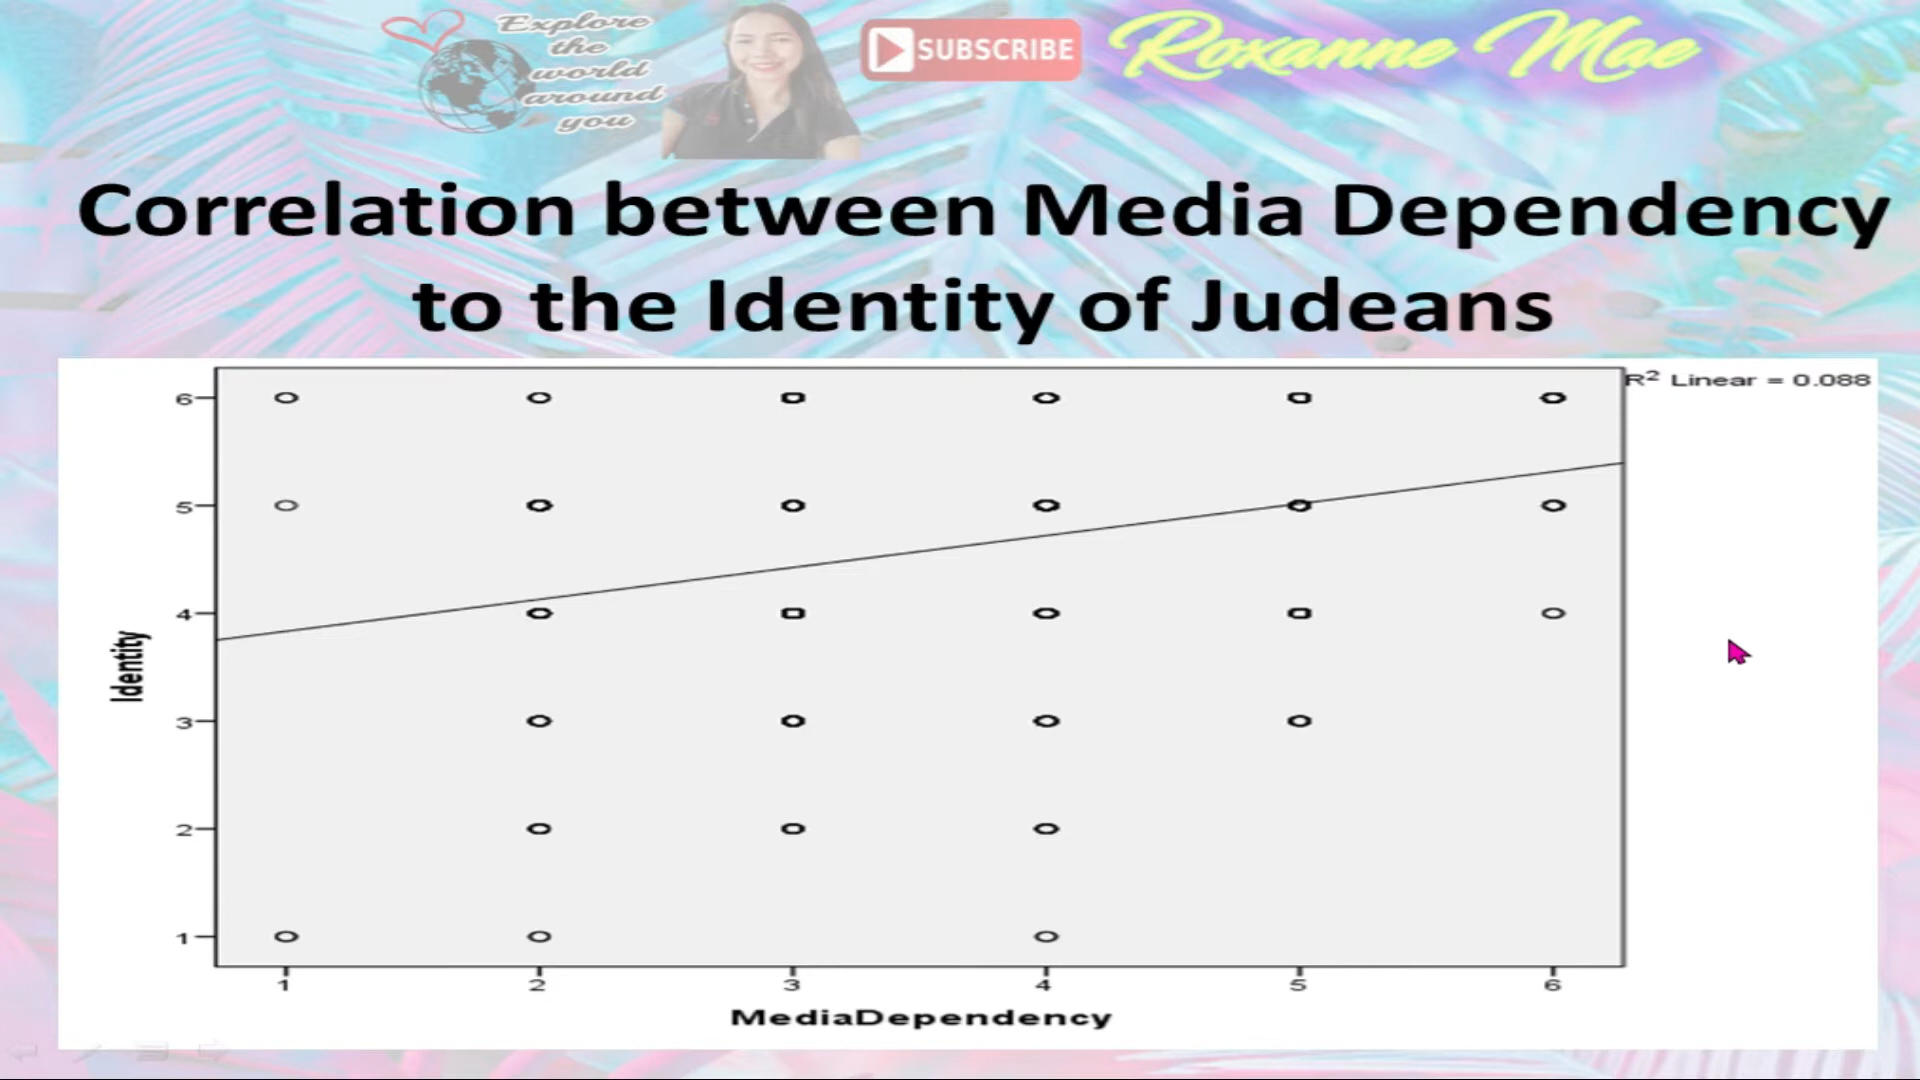 Explore
the
world
around
you
SUBSCRIBE
Roxanne Mae
Correlation between Media Dependency
to the Identity of Judeans
R² Linear = 0.088
6
5
4
3
2
1
Identity
1 2 3 4 5 6
MediaDependency